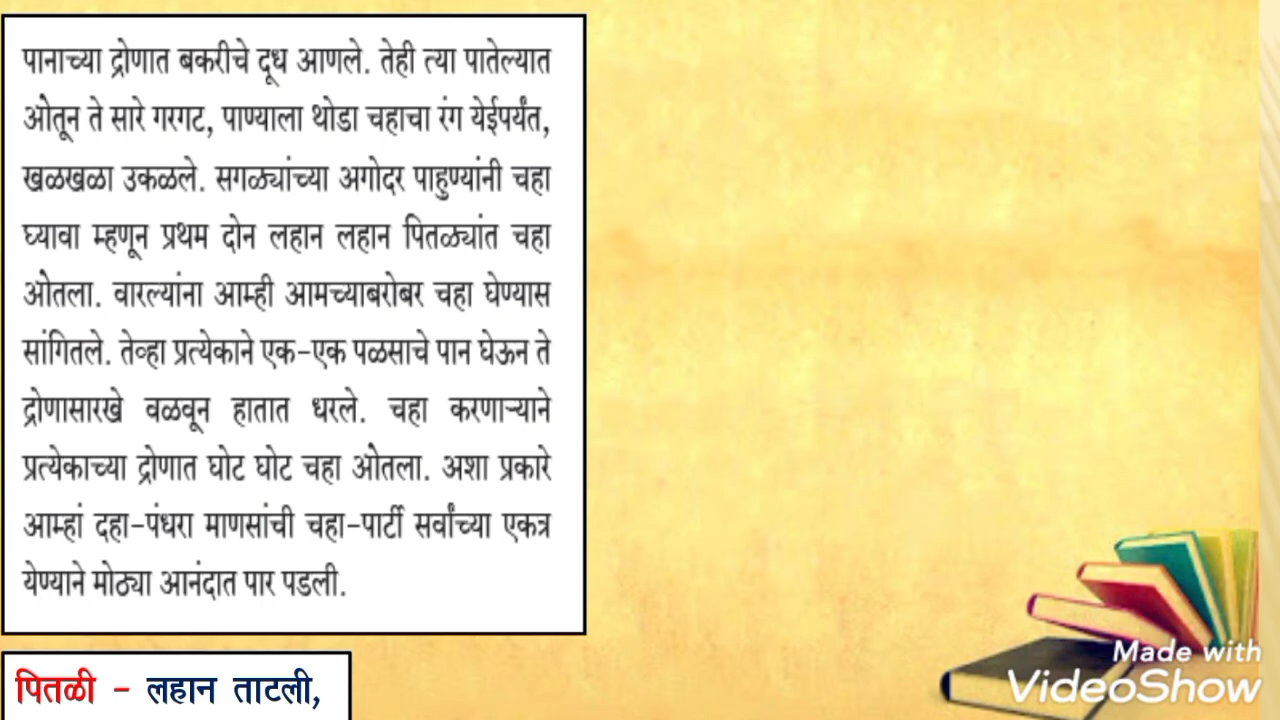 पानाच्या द्रोणात बकरीचे दूध आणले. तेही त्या पातेल्यात
ओतून ते सारे गरगट, पाण्याला थोडा चहाचा रंग येईपर्यंत,
खळखळा उकळले. सगळ्यांच्या अगोदर पाहुण्यांनी चहा
घ्यावा म्हणून प्रथम दोन लहान लहान पितळ्यांत चहा
ओतला. वारल्यांना आम्ही आमच्याबरोबर चहा घेण्यास
सांगितले. तेव्हा प्रत्येकाने एक-एक पळसाचे पान घेऊन ते
द्रोणासारखे वळवून हातात धरले. चहा करणाऱ्याने
प्रत्येकाच्या द्रोणात घोट घोट चहा ओतला. अशा प्रकारे
आम्हां दहा-पंधरा माणसांची चहा-पार्टी सर्वांच्या एकत्र
येण्याने मोठ्या आनंदात पार पडली.
पितळी - लहान ताटली,
Made with
VideoShow